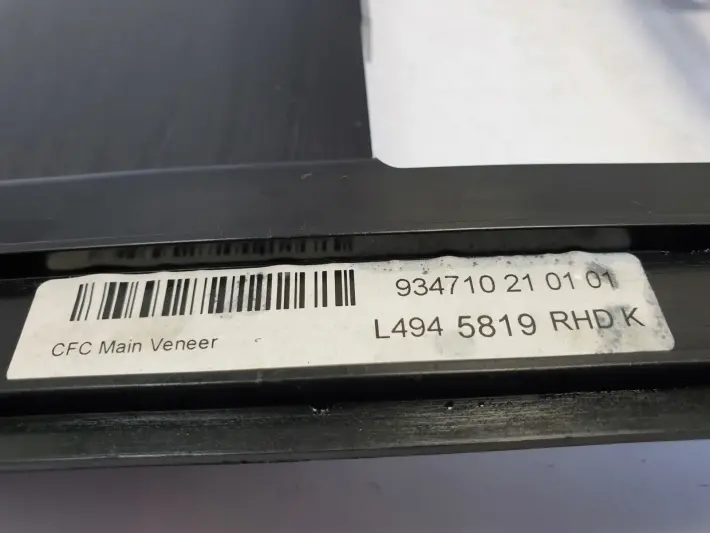 934710 21 01 01
L494 5819 RHD K
CFC Main Veneer